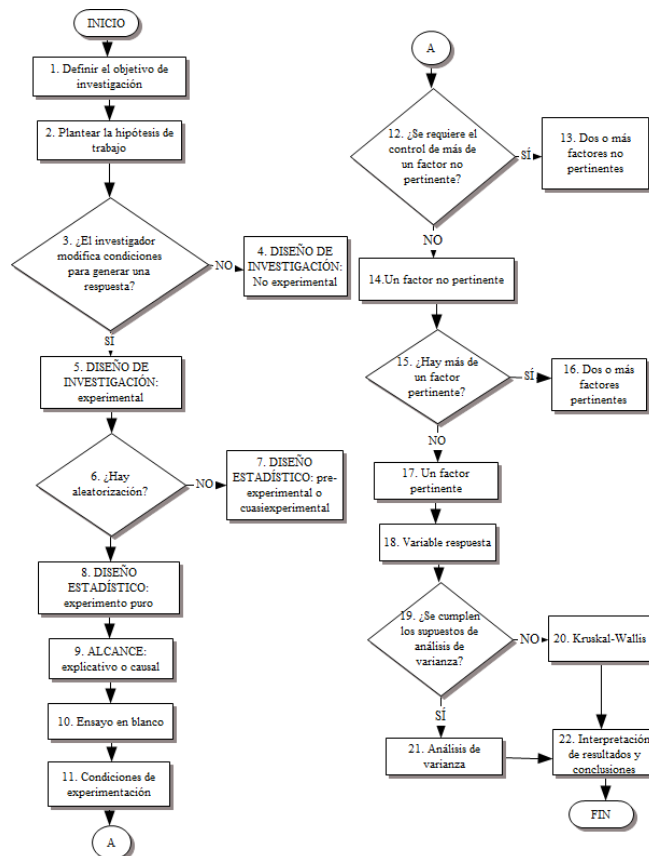 INICIO
1. Definir el objetivo de
investigación
2. Plantear la hipótesis de
trabajo
3. ¿El investigador
modifica condiciones
para generar una
respuesta?
NO
4. DISEÑO DE
INVESTIGACIÓN:
No experimental
SÍ
5. DISEÑO DE
INVESTIGACIÓN:
experimental
6. ¿Hay
aleatorización?
NO
7. DISEÑO
ESTADÍSTICO: pre-
experimental o
cuasiexperimental
8. DISEÑO
ESTADÍSTICO:
experimento puro
9. ALCANCE:
explicativo o causal
10. Ensayo en blanco
11. Condiciones de
experimentación
A
A
12. ¿Se requiere el
control de más de
un factor no
pertinente?
SÍ
13. Dos o más
factores no
pertinentes
NO
14.Un factor no pertinente
15. ¿Hay más de
un factor
pertinente?
SÍ
16. Dos o más
factores
pertinentes
NO
17. Un factor
pertinente
18. Variable respuesta
19. ¿Se cumplen
los supuestos de
análisis de
varianza?
NO
20. Kruskal-Wallis
SÍ
21. Análisis de
varianza
22. Interpretación
de resultados y
conclusiones
FIN